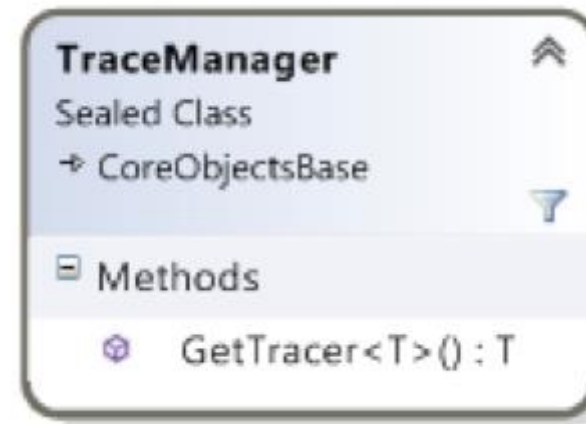 TraceManager
Sealed Class
CoreObjectsBase
Methods
GetTracer<T>() : T